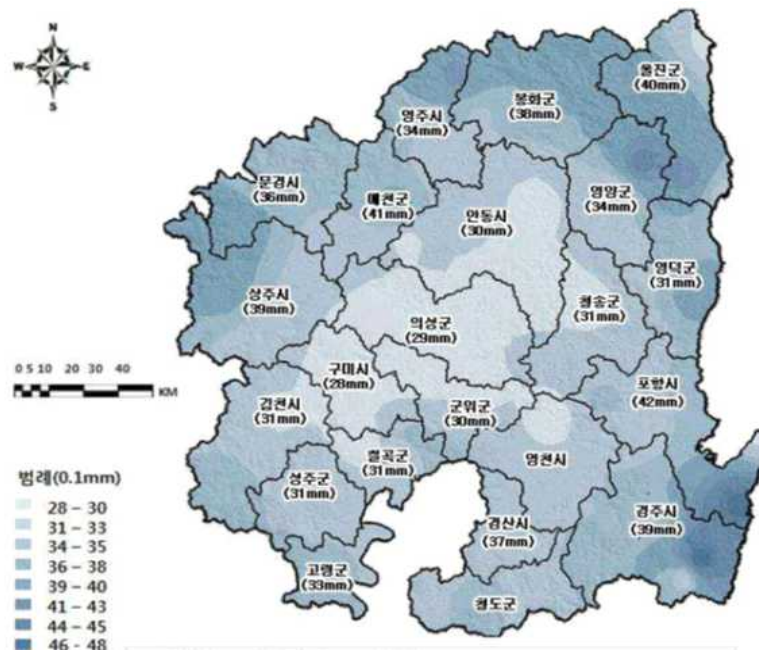 N
W E
S
울진군
(40mm)
봉화군
(38mm)
영주시
(34mm)
문경시
(36mm)
예천군
(41mm)
안동시
(30mm)
영양군
(34mm)
영덕군
(31mm)
상주시
(39mm)
의성군
(29mm)
청송군
(31mm)
구미시
(28mm)
포항시
(42mm)
김천시
(31mm)
군위군
(30mm)
칠곡군
(31mm)
영천시
성주군
(31mm)
경주시
(39mm)
경산시
(37mm)
고령군
(33mm)
청도군
0 5 10 20 30 40
KM
범례(0.1mm)
28 - 30
31 - 33
34 - 35
36 - 38
39 - 40
41 - 43
44 - 45
46 - 48